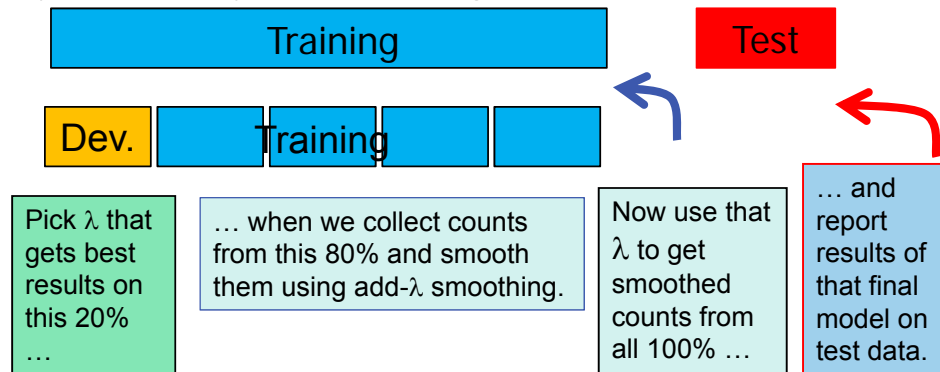 Training
Test
Dev.
Training
Pick λ that
gets best
results on
this 20%
…
… when we collect counts
from this 80% and smooth
them using add-λ smoothing.
Now use that
λ to get
smoothed
counts from
all 100% …
… and
report
results of
that final
model on
test data.